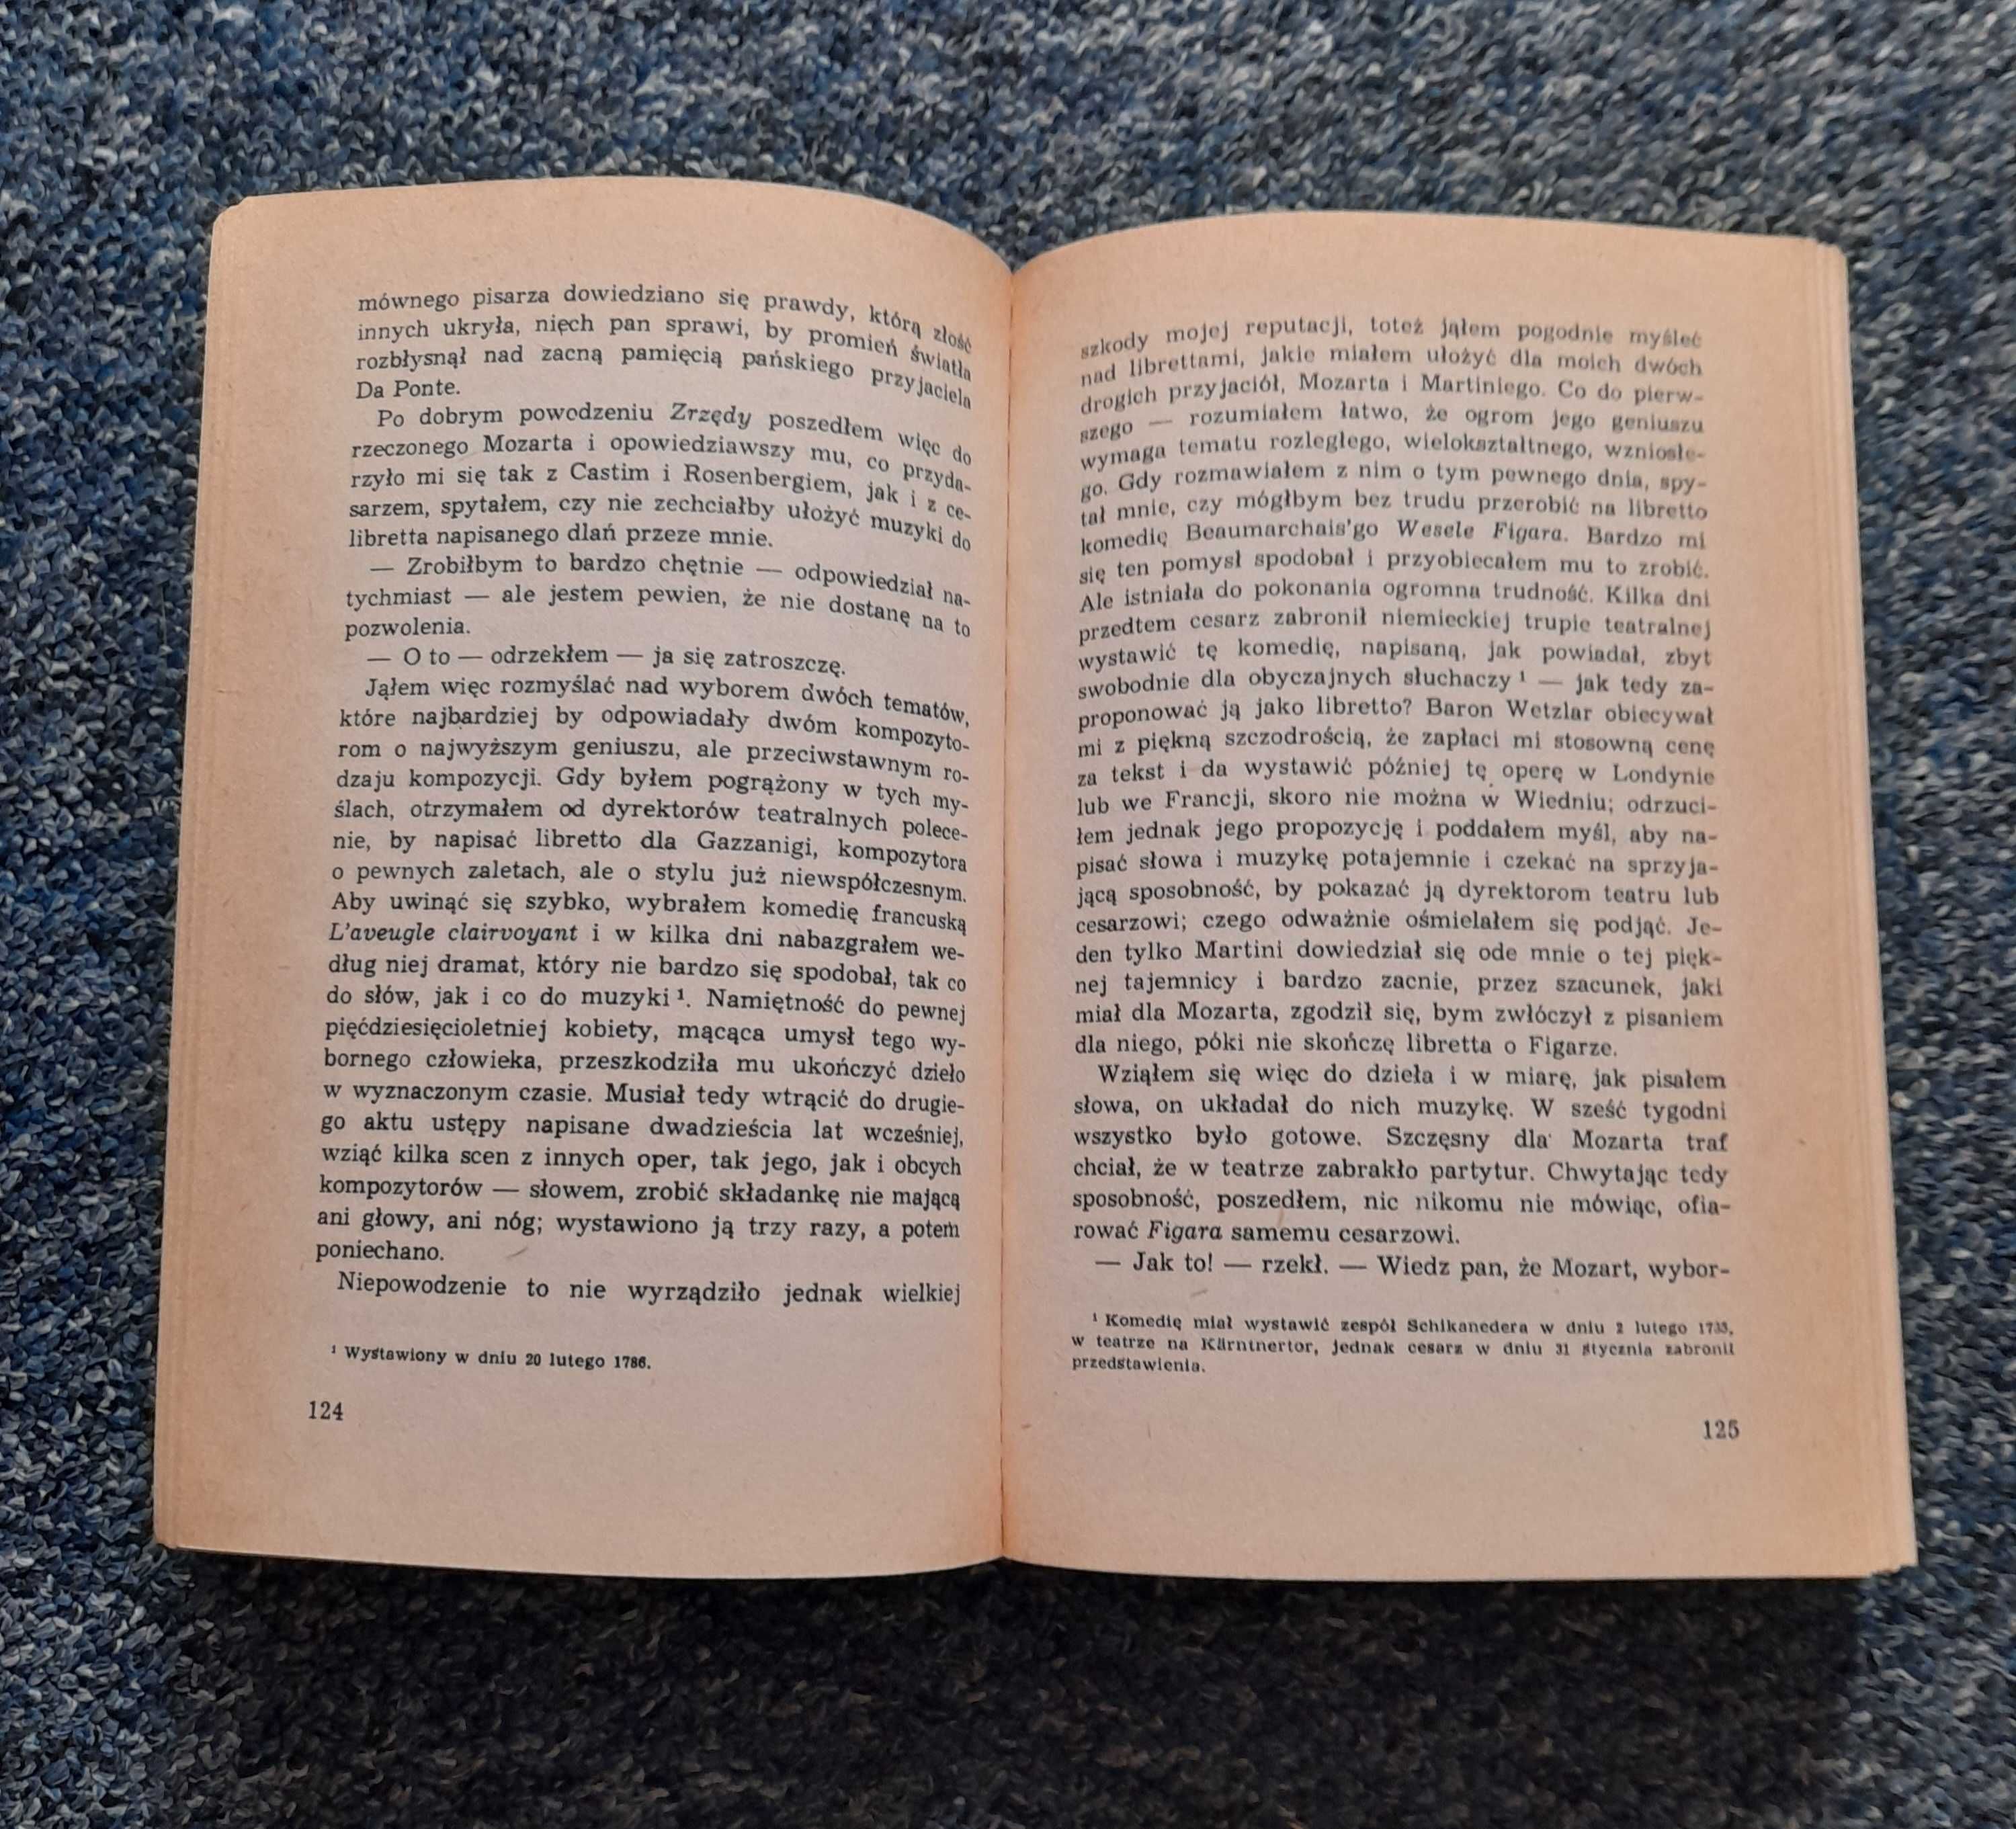 mównego pisarza dowiedziano się prawdy, którą złość
innych ukryła, niech pan sprawi, by promień światła
rozbłysnął nad zacną pamięcią pańskiego przyjaciela
Da Ponte.
Po dobrym powodzeniu Zrzędy poszedłem więc do
rzeczonego Mozarta i opowiedziawszy mu, co przyda-
rzyło mi się tak z Castim i Rosenbergiem, jak i z ce-
sarzem, spytałem, czy nie zechciałby ułożyć muzyki do
libretta napisanego dlań przeze mnie.
— Zrobiłbym to bardzo chętnie — odpowiedział na-
tychmiast — ale jestem pewien, że nie dostanę na to
pozwolenia.
— O to — odrzekłem — ja się zatroszczę.
Jąłem więc rozmyślać nad wyborem dwóch tematów,
które najbardziej by odpowiadały dwóm kompozyto-
rom o najwyższym geniuszu, ale przeciwstawnym ro-
dzaju kompozycji. Gdy byłem pogrążony w tych my-
ślach, otrzymałem od dyrektorów teatralnych polece-
nie, by napisać libretto dla Gazzanigi, kompozytora
o pewnych zaletach, ale o stylu już niewspółczesnym.
Aby uwinąć się szybko, wybrałem komedię francuską
L'aveugle clairvoyant i w kilka dni nabazgrałem we-
dług niej dramat, który nie bardzo się spodobał, tak co
do słów, jak i co do muzyki ¹. Namiętność do pewnej
pięćdziesięcioletniej kobiety, mącąca umysł tego wy-
bornego człowieka, przeszkodziła mu ukończyć dzieło
w wyznaczonym czasie. Musiał tedy wtrącić do drugie-
go aktu ustępy napisane dwadzieścia lat wcześniej,
wziąć kilka scen z innych oper, tak jego, jak i obcych
kompozytorów — słowem, zrobić składankę nie mającą
ani głowy, ani nóg; wystawiono ją trzy razy, a potem
poniechano.
Niepowodzenie to nie wyrządziło jednak wielkiej
¹ Wystawiony w dniu 20 lutego 1786.
124
szkody mojej reputacji, toteż jąłem pogodnie myśleć
nad librettami, jakie miałem ułożyć dla moich dwóch
drogich przyjaciół, Mozarta i Martiniego. Co do pierw-
szego — rozumiałem łatwo, że ogrom jego geniuszu
wymaga tematu rozległego, wielokształtnego, wzniosłe-
go. Gdy rozmawiałem z nim o tym pewnego dnia, spy-
tał mnie, czy mógłbym bez trudu przerobić na libretto
komedię Beaumarchais'go Wesele Figara. Bardzo mi
się ten pomysł spodobał i przyobiecałem mu to zrobić.
Ale istniała do pokonania ogromna trudność. Kilka dni
przedtem cesarz zabronił niemieckiej trupie teatralnej
wystawić tę komedię, napisaną, jak powiadał, zbyt
swobodnie dla obyczajnych słuchaczy ¹ — jak tedy za-
proponować ją jako libretto? Baron Wetzlar obiecywał
mi z piękną szczodrością, że zapłaci mi stosowną cenę
za tekst i da wystawić później tę operę w Londynie
lub we Francji, skoro nie można w Wiedniu; odrzuci-
łem jednak jego propozycję i poddałem myśl, aby na-
pisać słowa i muzykę potajemnie i czekać na sprzyja-
jącą sposobność, by pokazać ją dyrektorom teatru lub
cesarzowi; czego odważnie ośmielałem się podjąć. Je-
den tylko Martini dowiedział się ode mnie o tej pięk-
nej tajemnicy i bardzo zacnie, przez szacunek, jaki
miał dla Mozarta, zgodził się, bym zwłóczył z pisaniem
dla niego, póki nie skończę libretta o Figarze.
Wziąłem się więc do dzieła i w miarę, jak pisałem
słowa, on układał do nich muzykę. W sześć tygodni
wszystko było gotowe. Szczęsny dla Mozarta traf
chciał, że w teatrze zabrakło partytur. Chwytając tedy
sposobność, poszedłem, nic nikomu nie mówiąc, ofia-
rować Figara samemu cesarzowi.
— Jak to! — rzekł. — Wiedz pan, że Mozart, wybor-
¹ Komedię miał wystawić zespół Schikanedera w dniu 2 lutego
w teatrze na Kärntnertor, jednak cesarz w dniu 31 stycznia zabronił
przedstawienia.
125